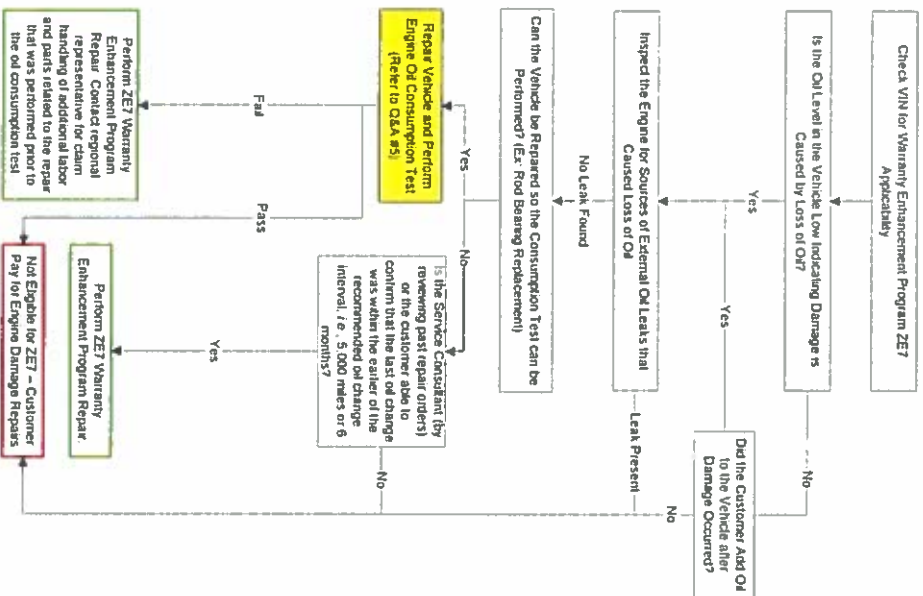 Check VIN for Warranty Enhancement Program ZE7
Applicability
Is the Oil Level in the Vehicle Low Indicating Damage is
Caused by Loss of Oil?
No
Did the Customer Add Oil
to the Vehicle after
Damage Occurred?
Yes
Yes
No
Inspect the Engine for Sources of External Oil Leaks that
Caused Loss of Oil
Leak Present
No Leak Found
Can the Vehicle be Repaired so the Consumption Test can be
Performed? (Ex: Rod Bearing Replacement)
Yes
No
Repair Vehicle and Perform
Engine Oil Consumption Test
(Refer to Q&A #5)
Is the Service Consultant (by
reviewing past repair orders)
or the customer able to
confirm that the last oil change
was within the earlier of the
recommended oil change
interval, i.e., 5,000 miles or 6
months?
No
Fail
Pass
Yes
Perform ZE7 Warranty
Enhancement Program
Repair Contact regional
representative for claim
handling of additional labor
and parts related to the repair
that was performed prior to
the oil consumption test
Perform ZE7 Warranty
Enhancement Program Repair.
Not Eligible for ZE7 – Customer
Pay for Engine Damage Repairs